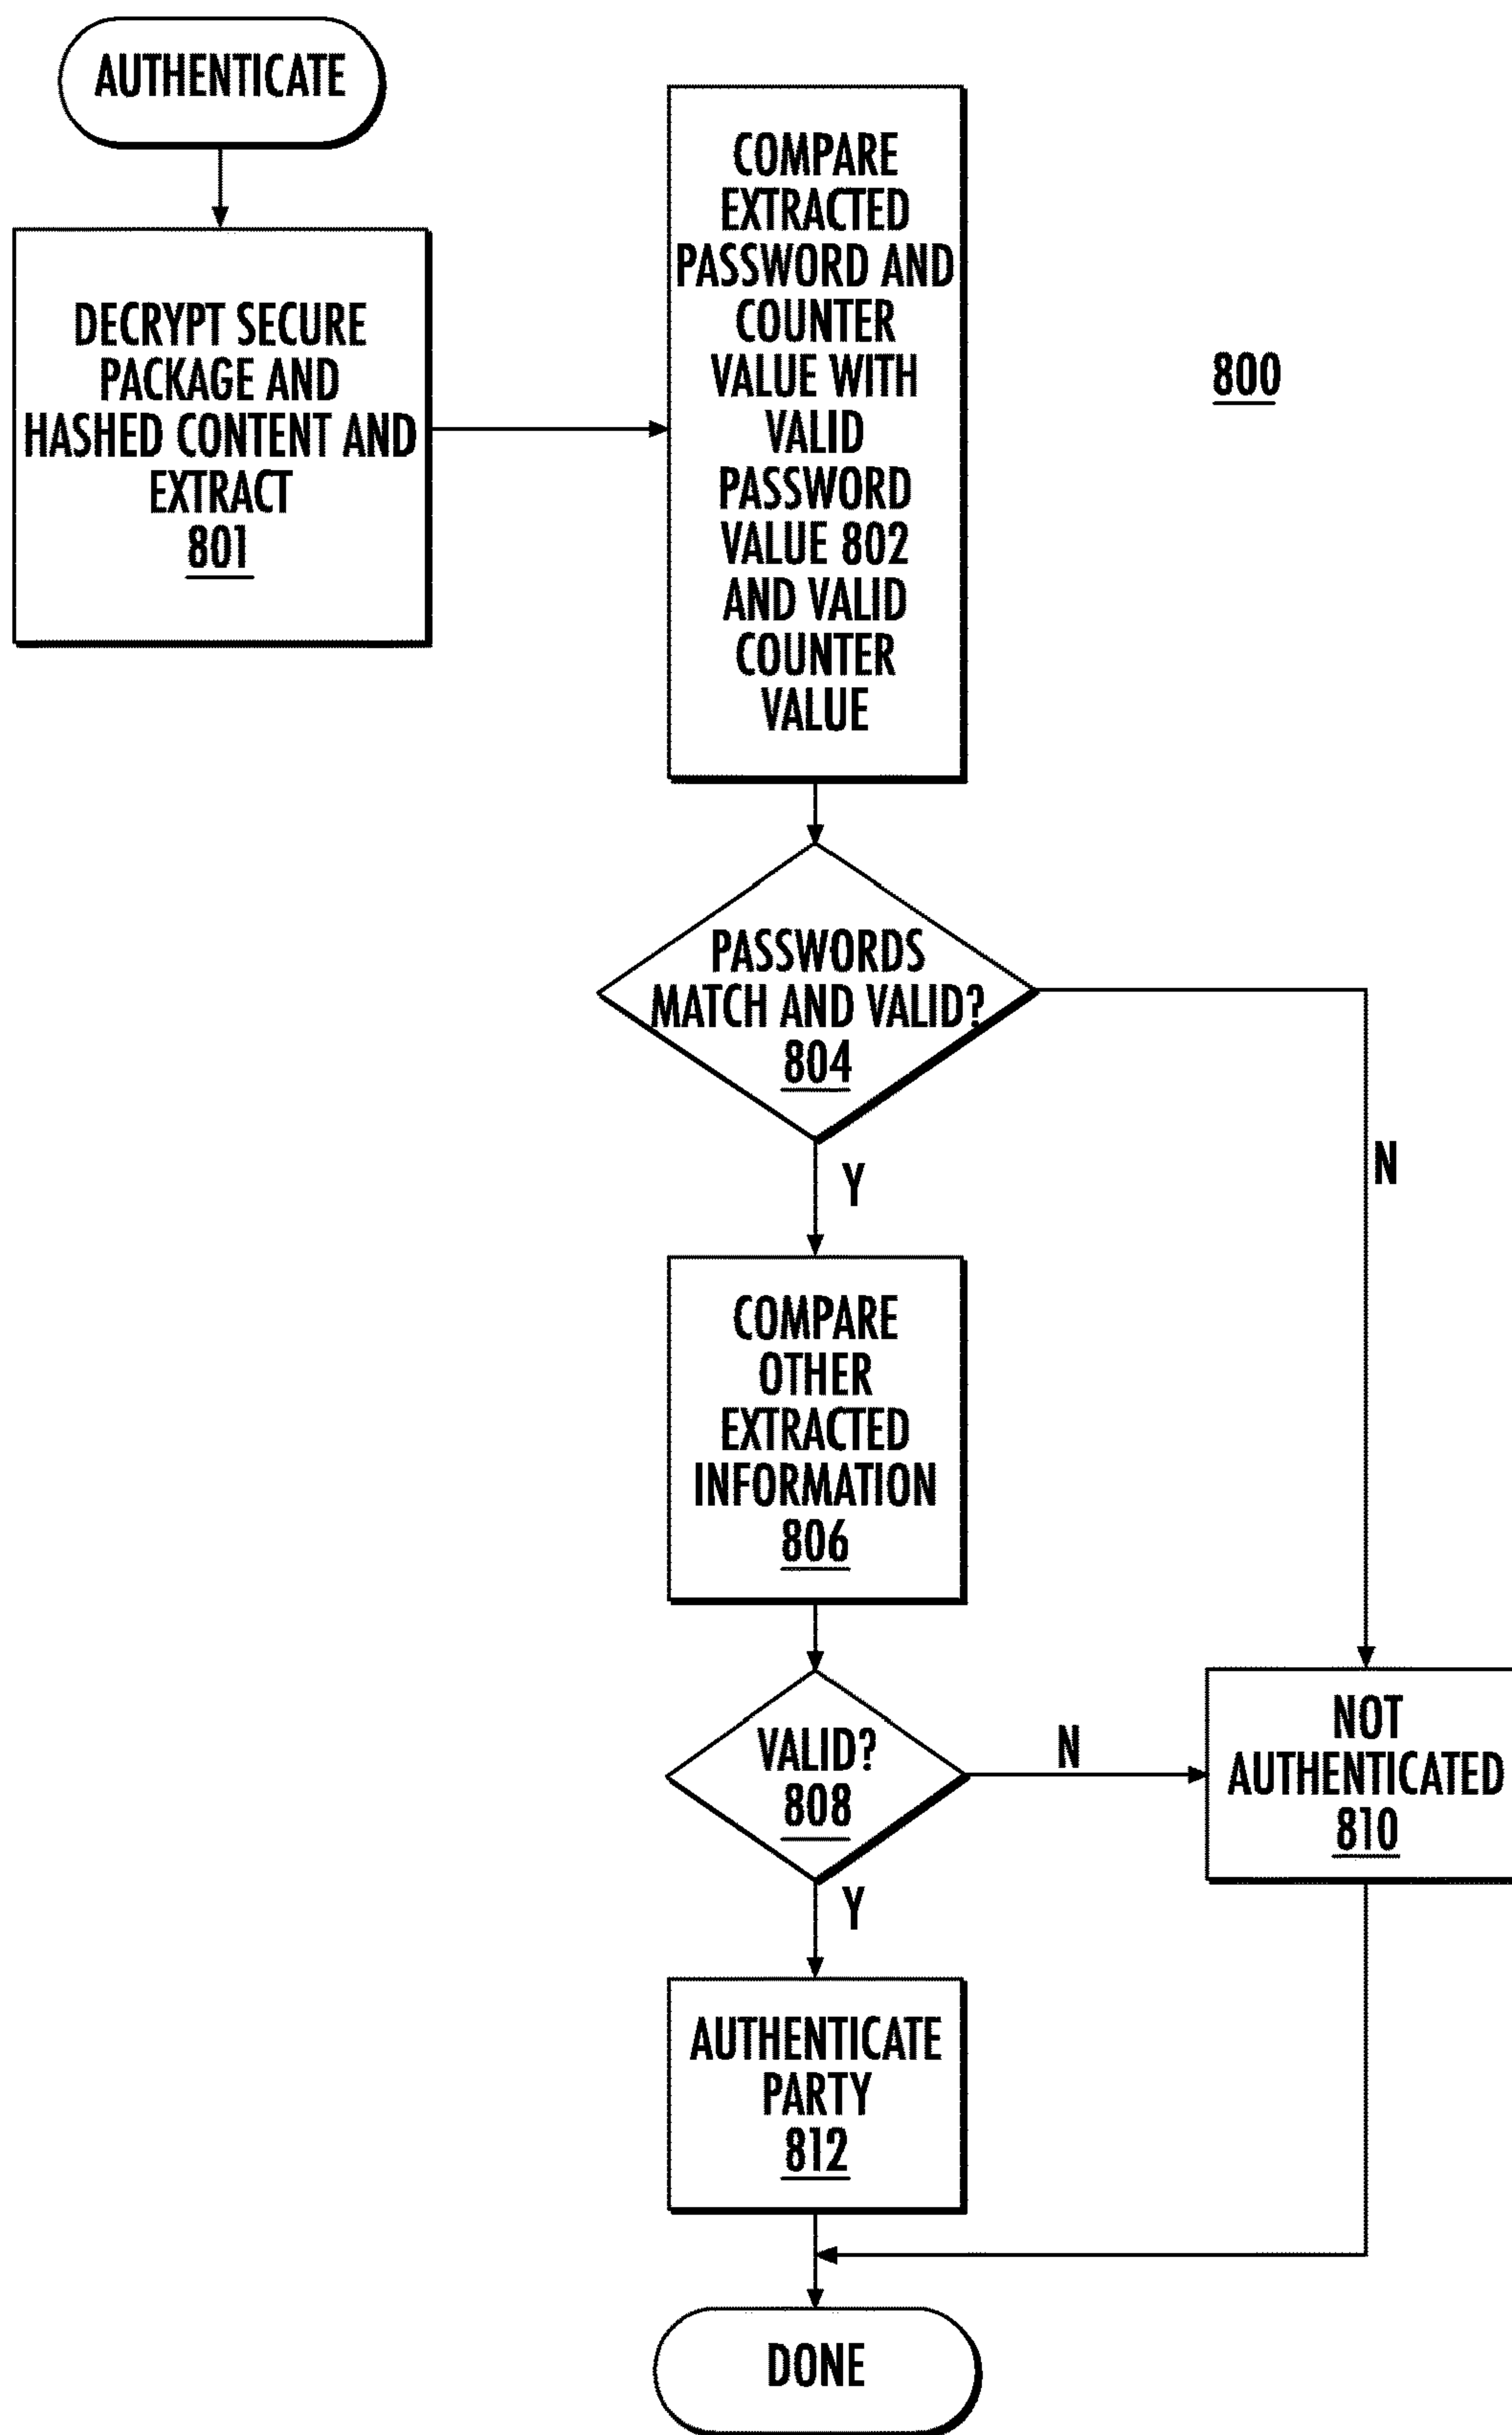 AUTHENTICATE
DECRYPT SECURE
PACKAGE AND
HASHED CONTENT AND
EXTRACT
801
COMPARE
EXTRACTED
PASSWORD AND
COUNTER
VALUE WITH
VALID
PASSWORD
VALUE 802
AND VALID
COUNTER
VALUE
800
PASSWORDS
MATCH AND VALID?
804
N
Y
COMPARE
OTHER
EXTRACTED
INFORMATION
806
VALID?
808
N
NOT
AUTHENTICATED
810
Y
AUTHENTICATE
PARTY
812
DONE